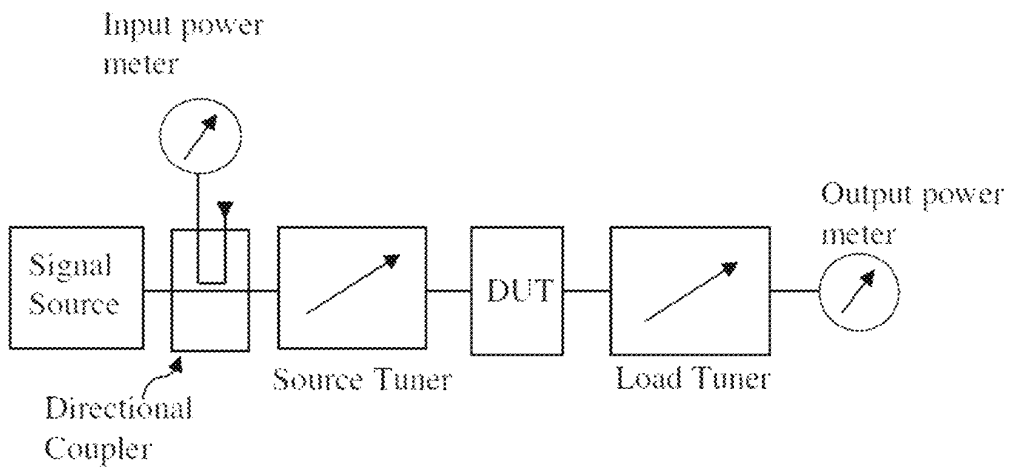 Input power
meter
Output power
meter
Signal
Source
DUT
Source Tuner
Load Tuner
Directional
Coupler